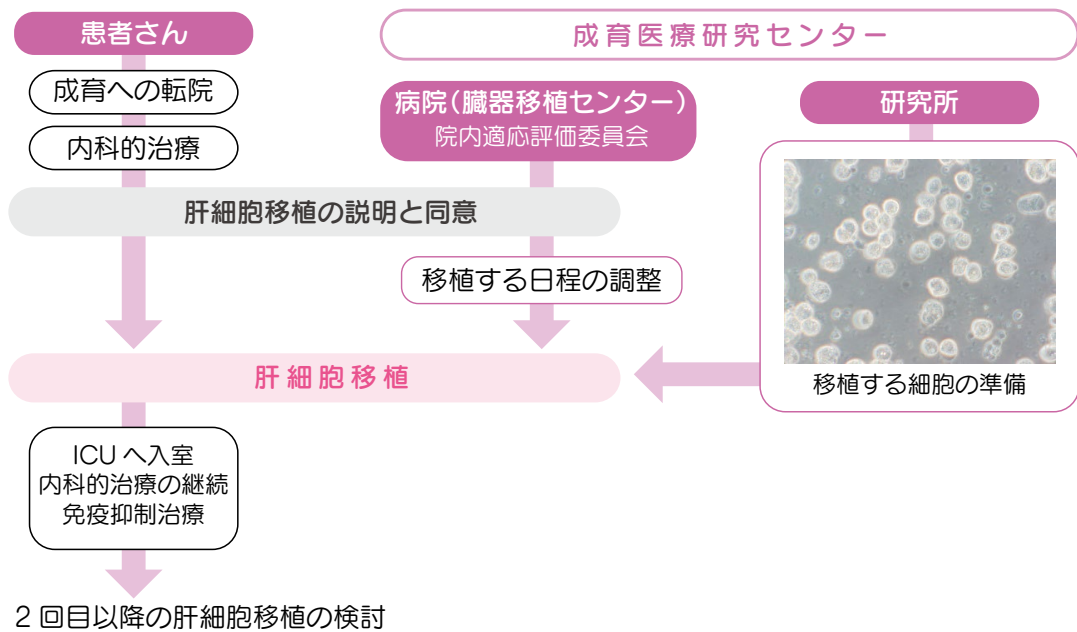 患者さん
成育医療研究センター
成育への転院
内科的治療
病院(臓器移植センター)
院内適応評価委員会
研究所
肝細胞移植の説明と同意
移植する日程の調整
肝細胞移植
移植する細胞の準備
ICU へ入室
内科的治療の継続
免疫抑制治療
2 回目以降の肝細胞移植の検討